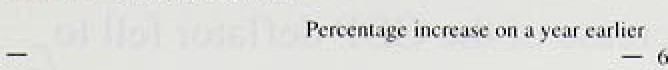 Percentage increase on a year earlier
— — 6